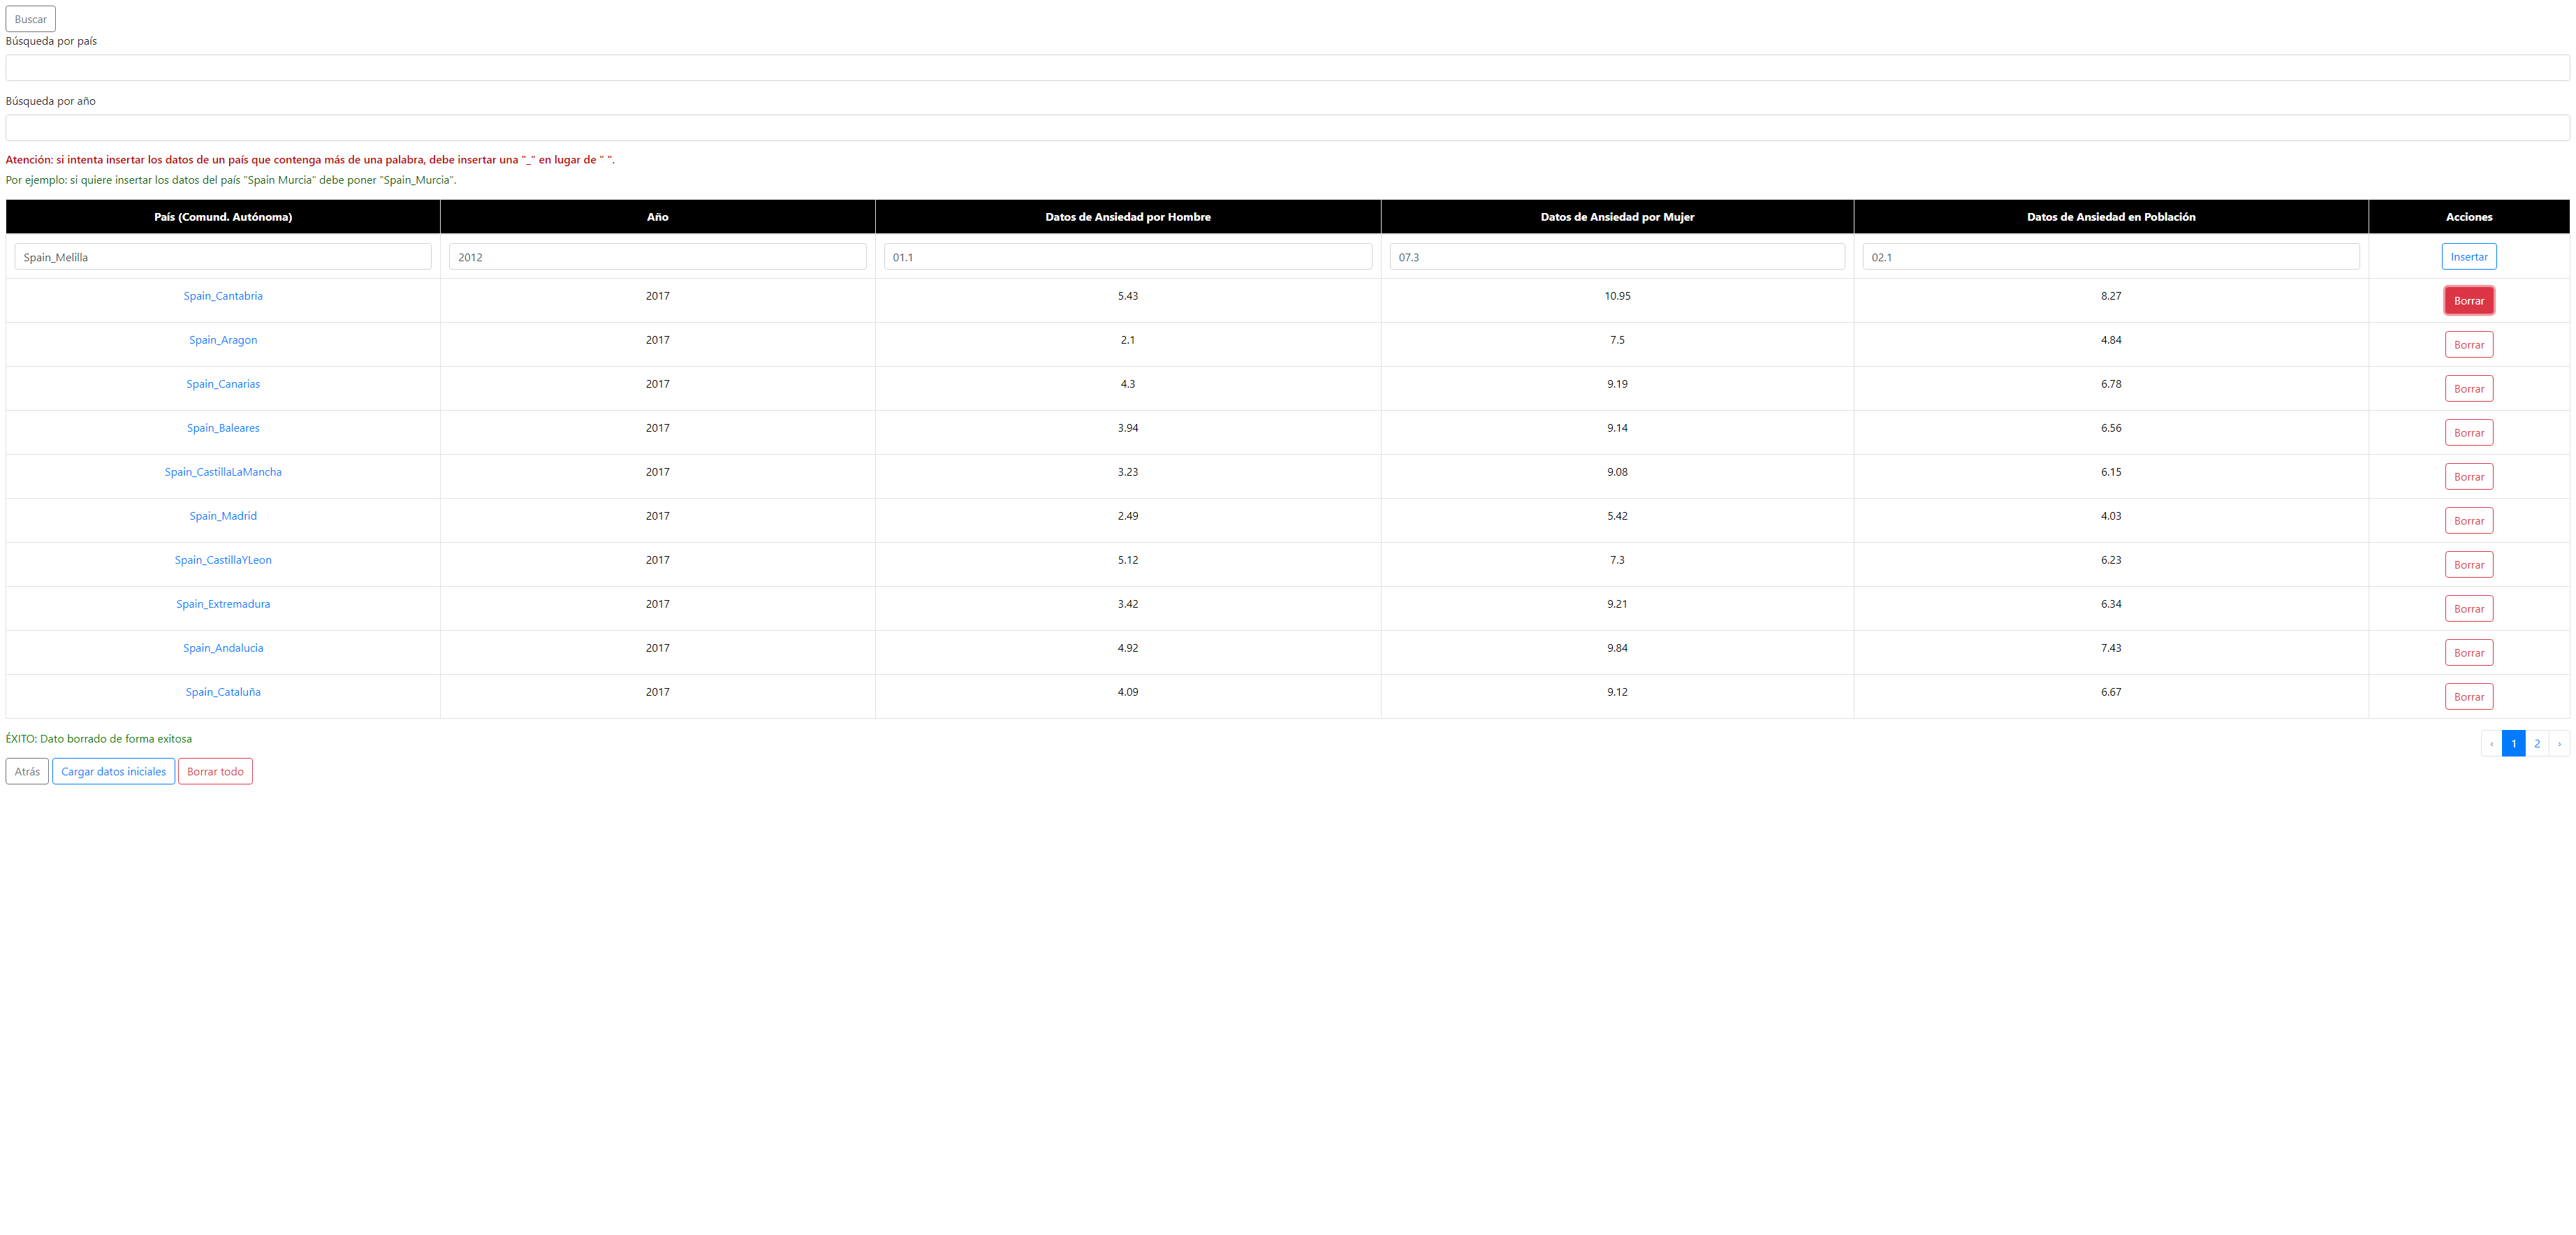 Buscar
Búsqueda por país
Búsqueda por año
Atención: si intenta insertar los datos de un país que contenga más de una palabra, debe insertar una "_" en lugar de " ".
Por ejemplo: si quiere insertar los datos del país "Spain Murcia" debe poner "Spain_Murcia".
País (Comund. Autónoma) Año Datos de Ansiedad por Hombre Datos de Ansiedad por Mujer Datos de Ansiedad en Población Acciones
Spain_Melilla 2012 01.1 07.3 02.1 Insertar
Spain_Cantabria 2017 5.43 10.95 8.27 Borrar
Spain_Aragon 2017 2.1 7.5 4.84 Borrar
Spain_Canarias 2017 4.3 9.19 6.78 Borrar
Spain_Baleares 2017 3.94 9.14 6.56 Borrar
Spain_CastillaLaMancha 2017 3.23 9.08 6.15 Borrar
Spain_Madrid 2017 2.49 5.42 4.03 Borrar
Spain_CastillaYLeon 2017 5.12 7.3 6.23 Borrar
Spain_Extremadura 2017 3.42 9.21 6.34 Borrar
Spain_Andalucia 2017 4.92 9.84 7.43 Borrar
Spain_Cataluña 2017 4.09 9.12 6.67 Borrar
ÉXITO: Dato borrado de forma exitosa ‹ 1 2 ›
Atrás Cargar datos iniciales Borrar todo